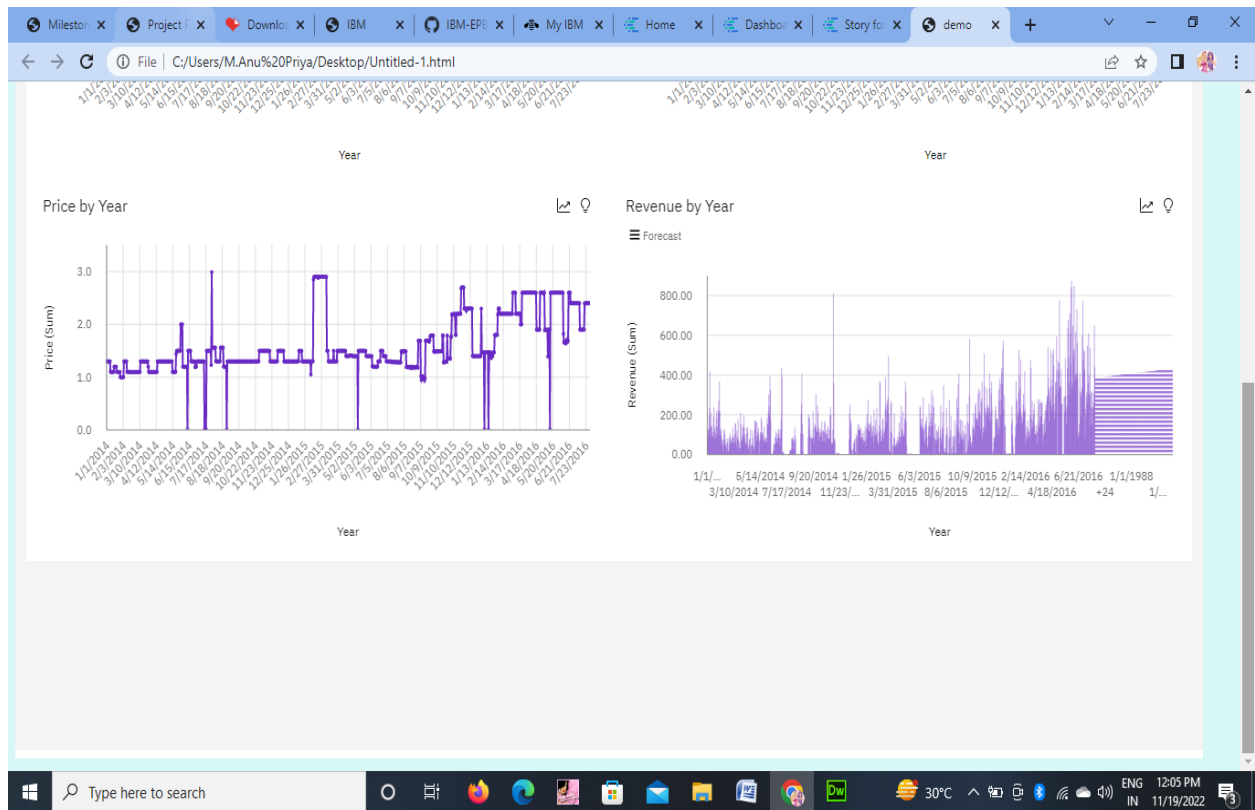 Mileston Project P Downloa IBM IBM-EPB My IBM Home Dashboa Story for demo
File C:/Users/M.Anu%20Priya/Desktop/Untitled-1.html
Year Year
Price by Year
3.0
2.0
1.0
0.0
Price (Sum)
1/1/2014 2/3/2014 3/10/2014 4/12/2014 5/14/2014 6/15/2014 7/17/2014 8/18/2014 9/20/2014 10/22/2014 11/23/2014 12/25/2014 1/26/2015 2/27/2015 3/31/2015 5/2/2015 6/3/2015 7/5/2015 8/6/2015 9/7/2015 10/9/2015 11/10/2015 12/12/2015 1/13/2016 2/14/2016 3/17/2016 4/18/2016 5/20/2016 6/21/2016 7/23/2016
Year
Revenue by Year
Forecast
800.00
600.00
400.00
200.00
0.00
Revenue (Sum)
1/1/... 5/14/2014 9/20/2014 1/26/2015 6/3/2015 10/9/2015 2/14/2016 6/21/2016 1/1/1988
3/10/2014 7/17/2014 11/23/... 3/31/2015 8/6/2015 12/12/... 4/18/2016 +24 1/...
Year
Type here to search
Dw
30°C
ENG
IN
12:05 PM
11/19/2022
3